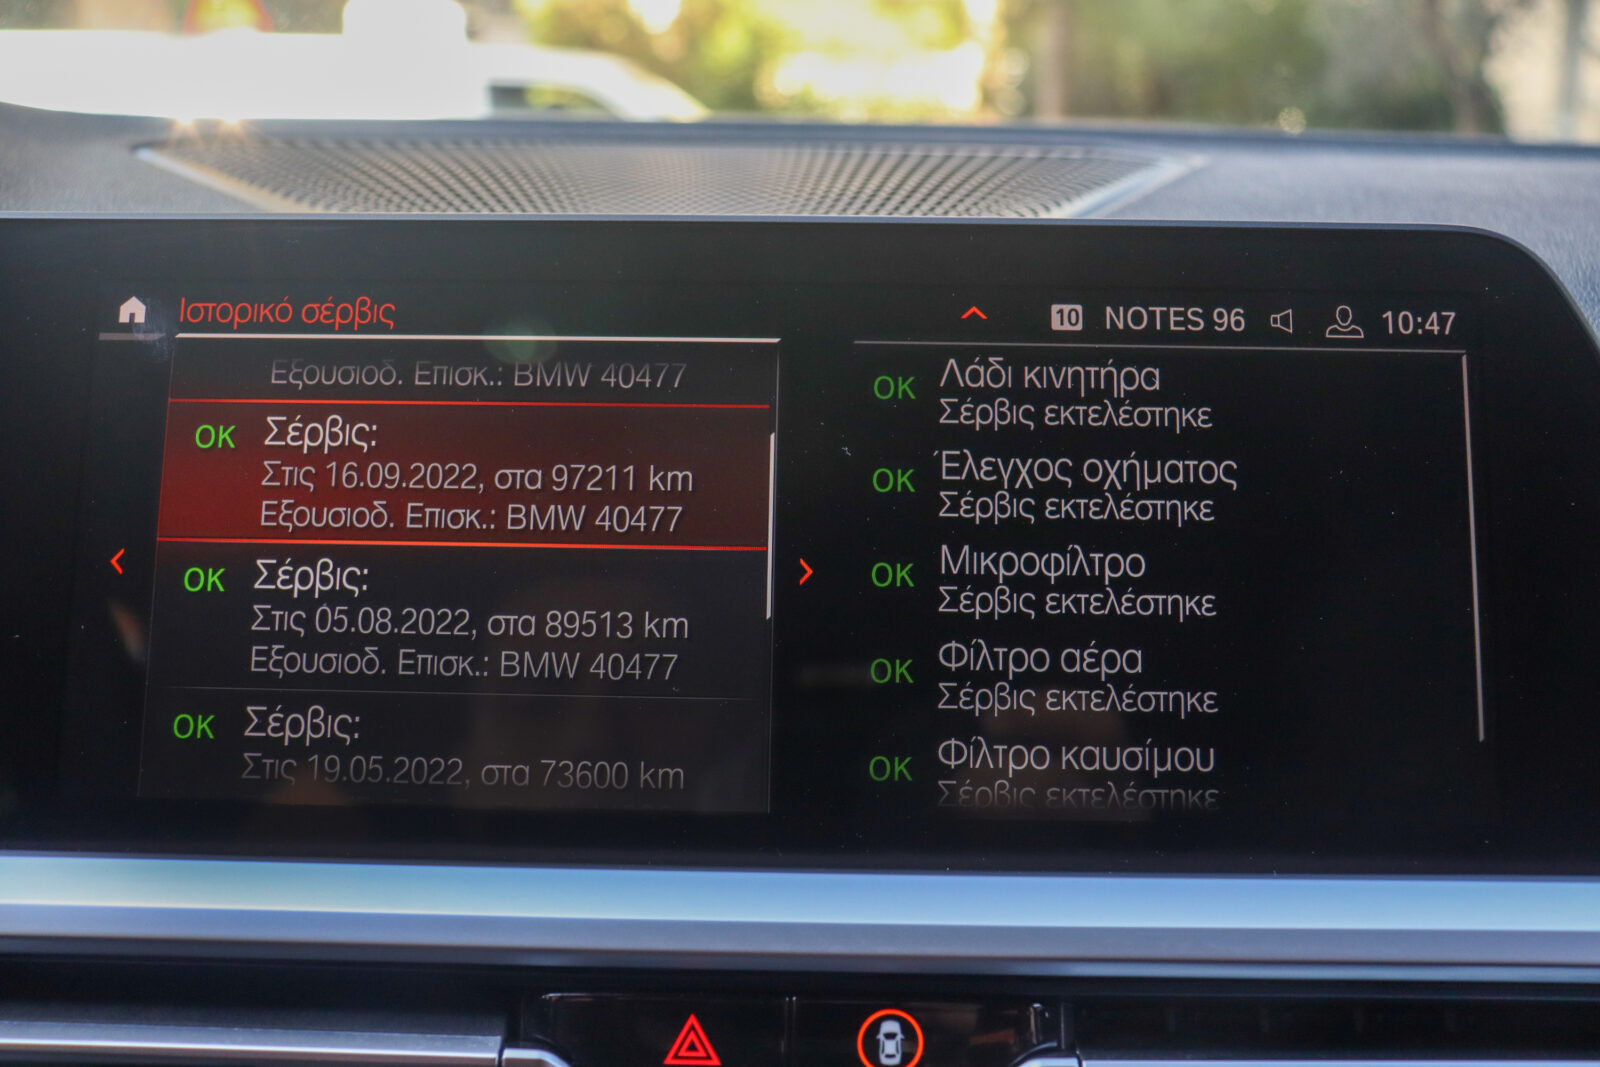 Ιστορικό σέρβις
10 NOTES 96 10:47
Εξουσιοδ. Επισκ.: BMW 40477
OK Σέρβις:
Στις 16.09.2022, στα 97211 km
Εξουσιοδ. Επισκ.: BMW 40477
OK Σέρβις:
Στις 05.08.2022, στα 89513 km
Εξουσιοδ. Επισκ.: BMW 40477
OK Σέρβις:
Στις 19.05.2022, στα 73600 km
OK Λάδι κινητήρα
Σέρβις εκτελέστηκε
OK Έλεγχος οχήματος
Σέρβις εκτελέστηκε
OK Μικροφίλτρο
Σέρβις εκτελέστηκε
OK Φίλτρο αέρα
Σέρβις εκτελέστηκε
OK Φίλτρο καυσίμου
Σέρβις εκτελέστηκε